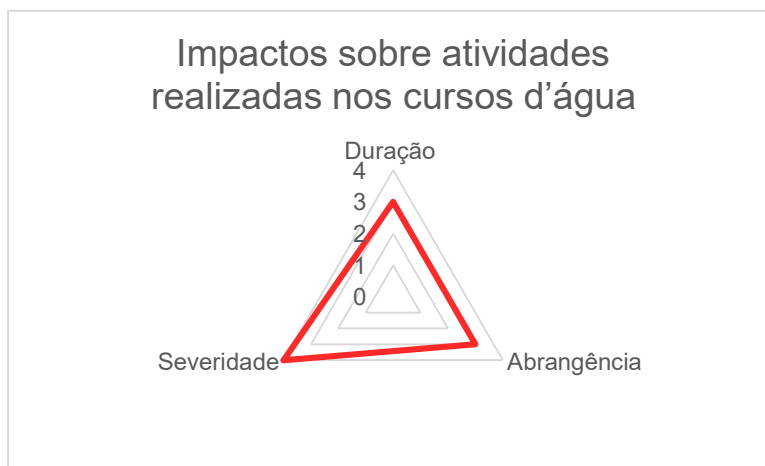 Impactos sobre atividades
realizadas nos cursos d’água
Duração
4
3
2
1
0
Severidade
Abrangência